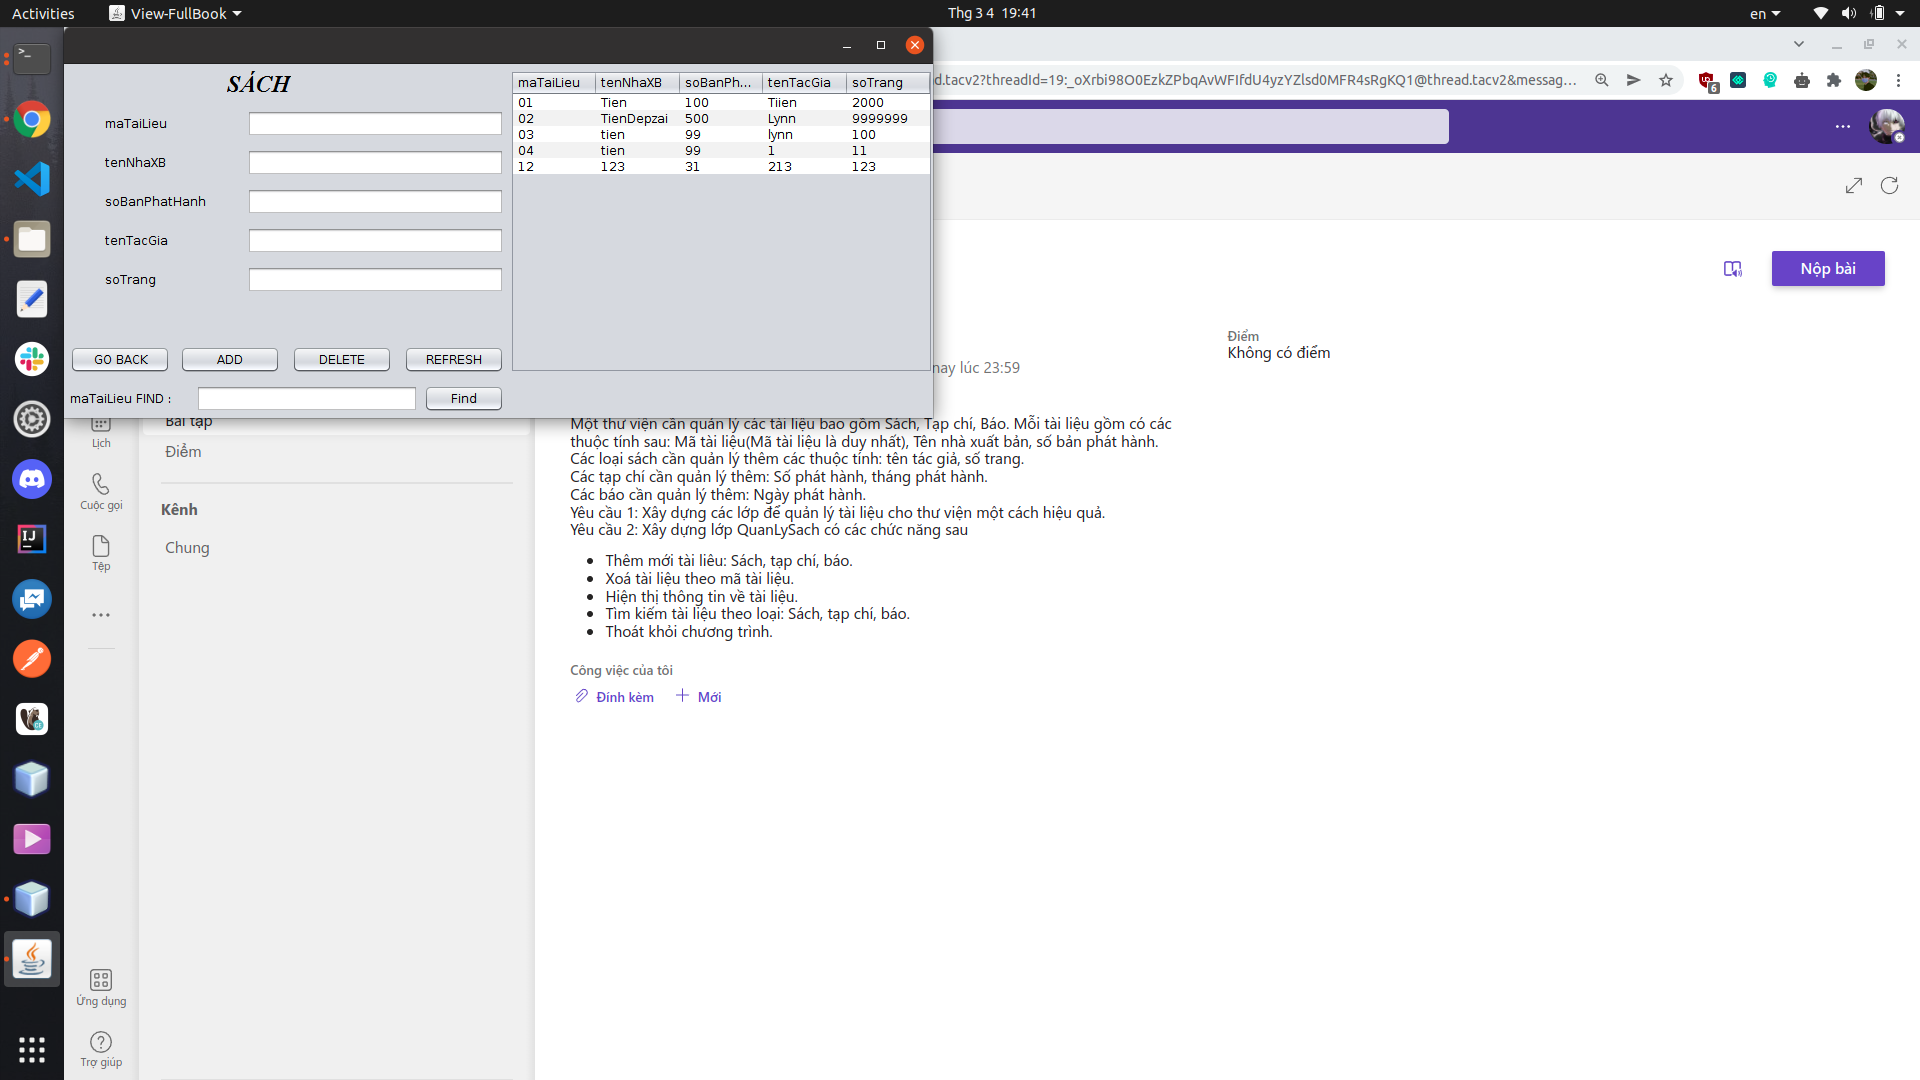 Activities
View-FullBook
Thg 3 4 19:41
en
SÁCH
maTaiLieu
tenNhaXB
soBanPhatHanh
tenTacGia
soTrang
GO BACK
ADD
DELETE
REFRESH
maTaiLieu FIND :
Find
maTaiLieu tenNhaXB soBanPh... tenTacGia soTrang
01 Tien 100 Tiien 2000
02 TienDepzai 500 Lynn 9999999
03 tien 99 lynn 100
04 tien 99 1 11
12 123 31 213 123
d.tacv2?threadId=19:_oXrbi98O0EzkZPbqAvWFIfdU4yzYZlsd0MFR4sRgKQ1@thread.tacv2&messag...
6
Nộp bài
Điểm
Không có điểm
nay lúc 23:59
Một thư viện cần quản lý các tài liệu bao gồm Sách, Tạp chí, Báo. Mỗi tài liệu gồm có các
thuộc tính sau: Mã tài liệu(Mã tài liệu là duy nhất), Tên nhà xuất bản, số bản phát hành.
Các loại sách cần quản lý thêm các thuộc tính: tên tác giả, số trang.
Các tạp chí cần quản lý thêm: Số phát hành, tháng phát hành.
Các báo cần quản lý thêm: Ngày phát hành.
Yêu cầu 1: Xây dựng các lớp để quản lý tài liệu cho thư viện một cách hiệu quả.
Yêu cầu 2: Xây dựng lớp QuanLySach có các chức năng sau
Thêm mới tài liêu: Sách, tạp chí, báo.
Xoá tài liệu theo mã tài liệu.
Hiện thị thông tin về tài liệu.
Tìm kiếm tài liệu theo loại: Sách, tạp chí, báo.
Thoát khỏi chương trình.
Công việc của tôi
Đính kèm
Mới
Bài tập
Điểm
Kênh
Chung
Lịch
Cuộc gọi
Tệp
Ứng dụng
Trợ giúp
IJ